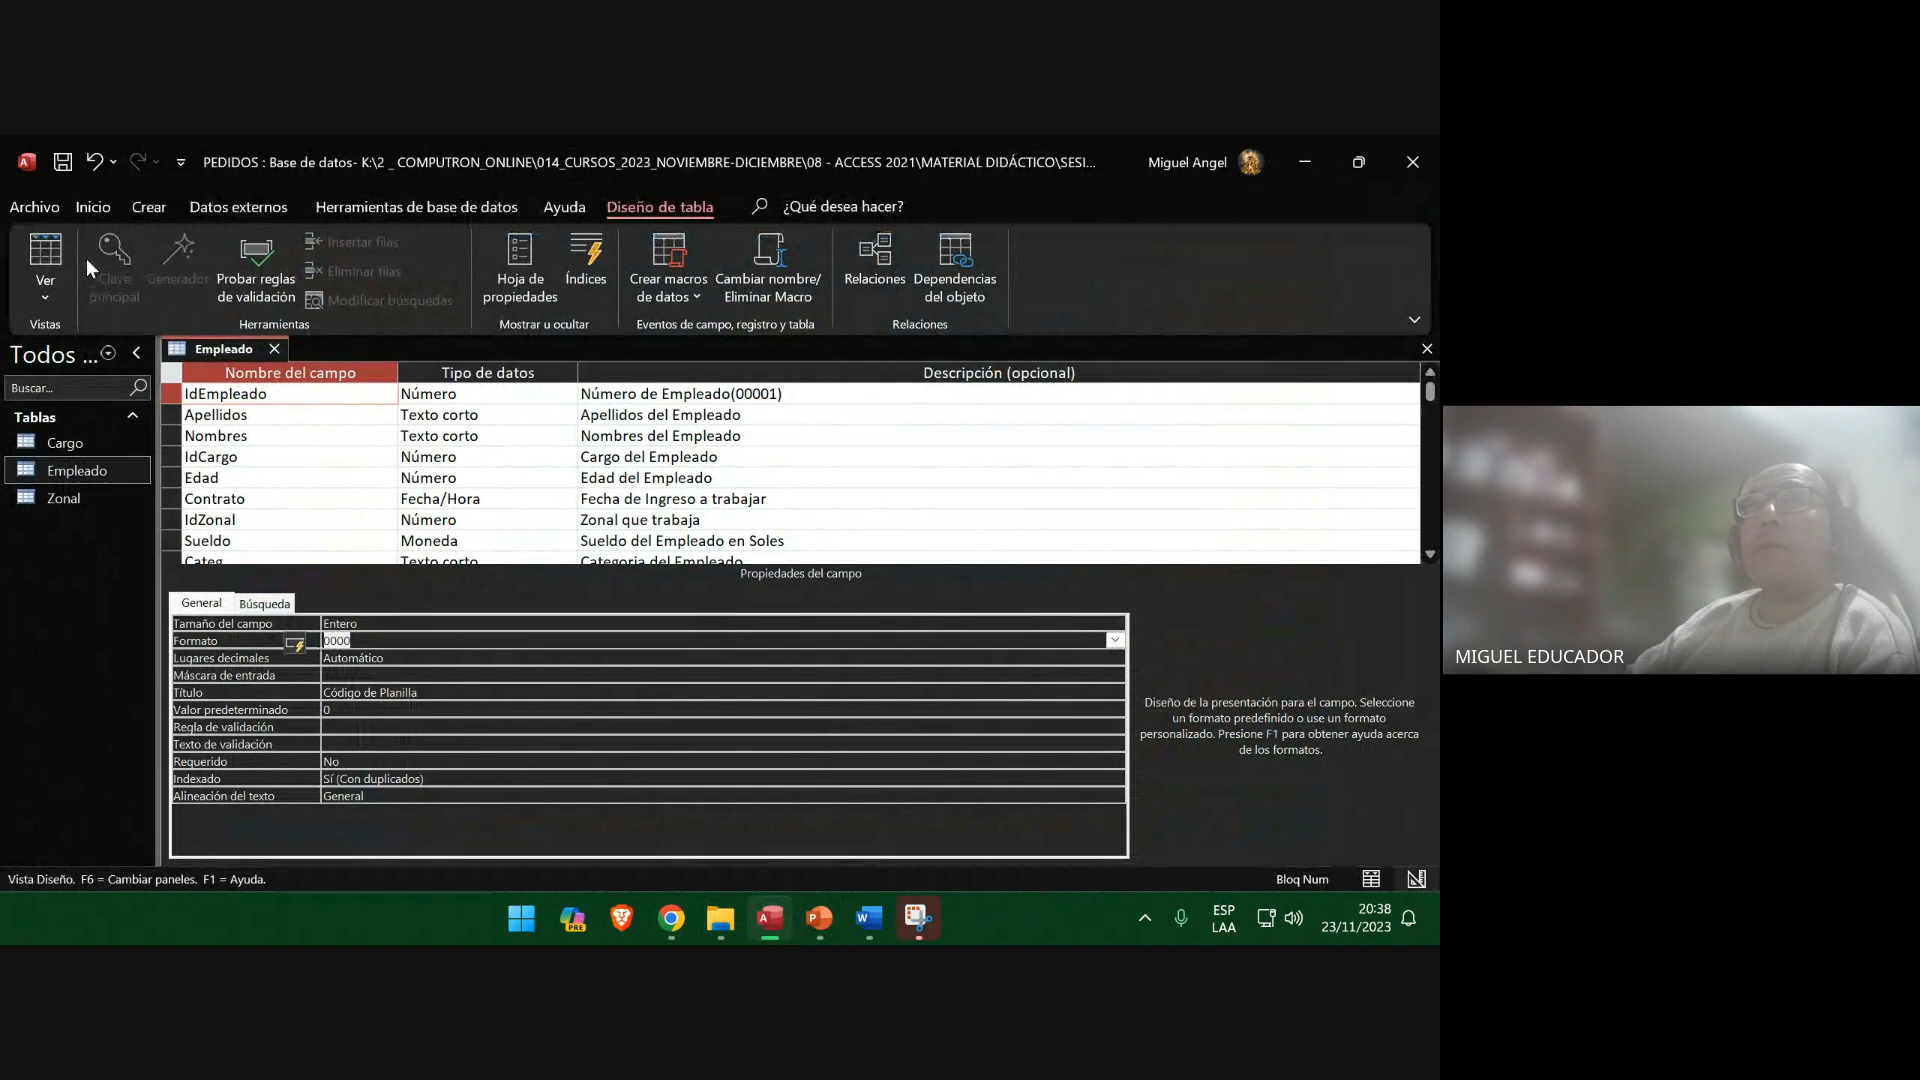 PEDIDOS : Base de datos- K:\2 _ COMPUTRON_ONLINE\014_CURSOS_2023_NOVIEMBRE-DICIEMBRE\08 - ACCESS 2021\MATERIAL DIDÁCTICO\SESI...
Miguel Angel
Archivo Inicio Crear Datos externos Herramientas de base de datos Ayuda Diseño de tabla ¿Qué desea hacer?
Ver
Clave principal
Generador
Probar reglas de validación
Insertar filas
Eliminar filas
Modificar búsquedas
Hoja de propiedades
Índices
Crear macros de datos
Cambiar nombre/ Eliminar Macro
Relaciones
Dependencias del objeto
Vistas Herramientas Mostrar u ocultar Eventos de campo, registro y tabla Relaciones
Todos ...
Buscar...
Tablas
Cargo
Empleado
Zonal
Empleado
Nombre del campo Tipo de datos Descripción (opcional)
IdEmpleado Número Número de Empleado(00001)
Apellidos Texto corto Apellidos del Empleado
Nombres Texto corto Nombres del Empleado
IdCargo Número Cargo del Empleado
Edad Número Edad del Empleado
Contrato Fecha/Hora Fecha de Ingreso a trabajar
IdZonal Número Zonal que trabaja
Sueldo Moneda Sueldo del Empleado en Soles
Categ Texto corto Categoria del Empleado
Propiedades del campo
General Búsqueda
Tamaño del campo Entero
Formato 0000
Lugares decimales Automático
Máscara de entrada
Título Código de Planilla
Valor predeterminado 0
Regla de validación
Texto de validación
Requerido No
Indexado Sí (Con duplicados)
Alineación del texto General
Diseño de la presentación para el campo. Seleccione
un formato predefinido o use un formato
personalizado. Presione F1 para obtener ayuda acerca
de los formatos.
Vista Diseño. F6 = Cambiar paneles. F1 = Ayuda.
Bloq Num
PRE
ESP
LAA
20:38
23/11/2023
MIGUEL EDUCADOR